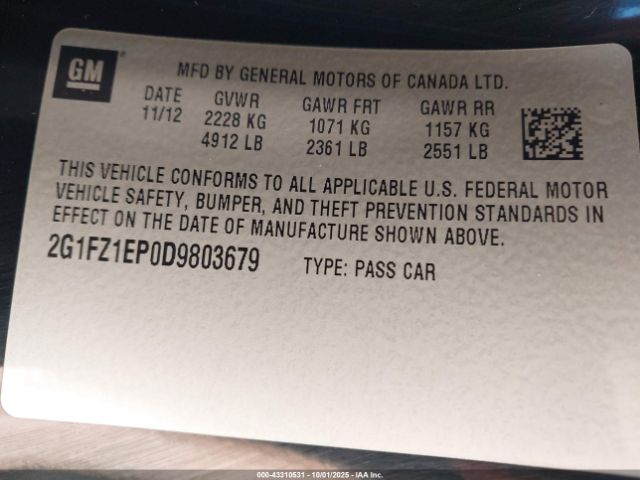 GM
MFD BY GENERAL MOTORS OF CANADA LTD.
DATE GVWR GAWR FRT GAWR RR
11/12 2228 KG 1071 KG 1157 KG
4912 LB 2361 LB 2551 LB
THIS VEHICLE CONFORMS TO ALL APPLICABLE U.S. FEDERAL MOTOR
VEHICLE SAFETY, BUMPER, AND THEFT PREVENTION STANDARDS IN
EFFECT ON THE DATE OF MANUFACTURE SHOWN ABOVE.
2G1FZ1EP0D9803679 TYPE: PASS CAR
000-43310531 - 10/01/2025 - IAA Inc.